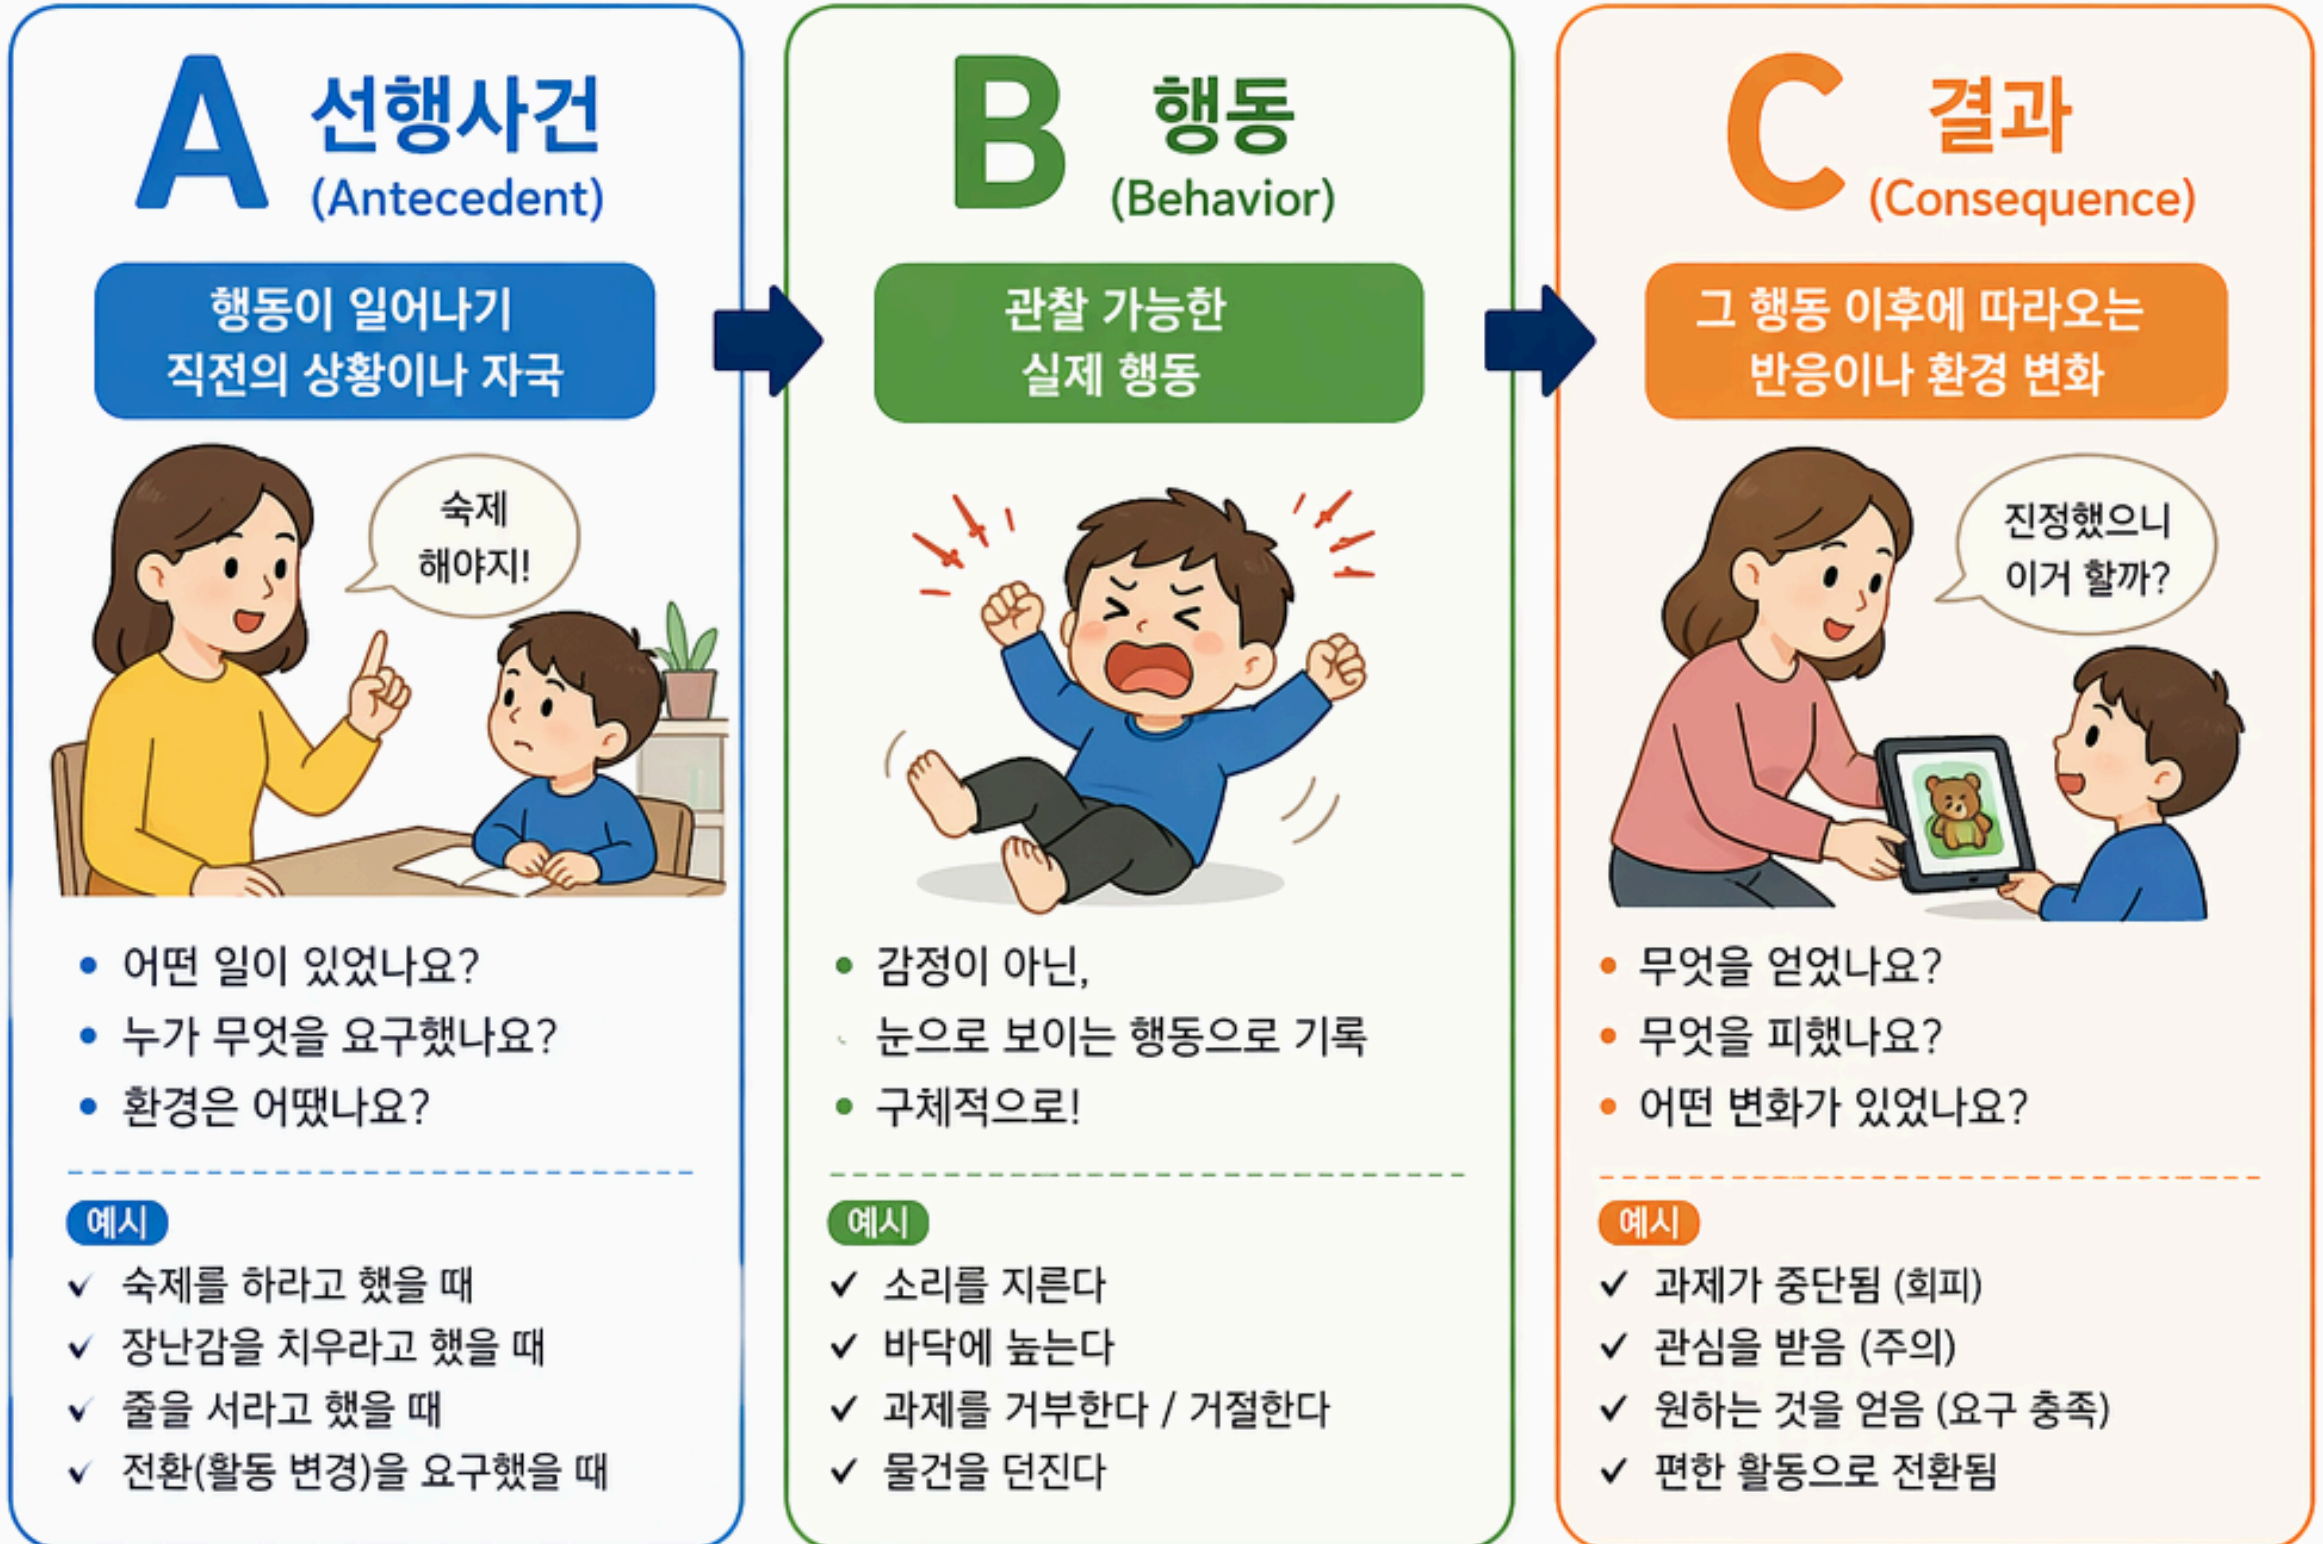 A 선행사건
(Antecedent)
행동이 일어나기
직전의 상황이나 자국
숙제
해야지!
• 어떤 일이 있었나요?
• 누가 무엇을 요구했나요?
• 환경은 어땠나요?
예시
✓ 숙제를 하라고 했을 때
✓ 장난감을 치우라고 했을 때
✓ 줄을 서라고 했을 때
✓ 전환(활동 변경)을 요구했을 때
B 행동
(Behavior)
관찰 가능한
실제 행동
• 감정이 아닌,
눈으로 보이는 행동으로 기록
• 구체적으로!
예시
✓ 소리를 지른다
✓ 바닥에 높는다
✓ 과제를 거부한다 / 거절한다
✓ 물건을 던진다
C 결과
(Consequence)
그 행동 이후에 따라오는
반응이나 환경 변화
진정했으니
이거 할까?
• 무엇을 얻었나요?
• 무엇을 피했나요?
• 어떤 변화가 있었나요?
예시
✓ 과제가 중단됨 (회피)
✓ 관심을 받음 (주의)
✓ 원하는 것을 얻음 (요구 충족)
✓ 편한 활동으로 전환됨